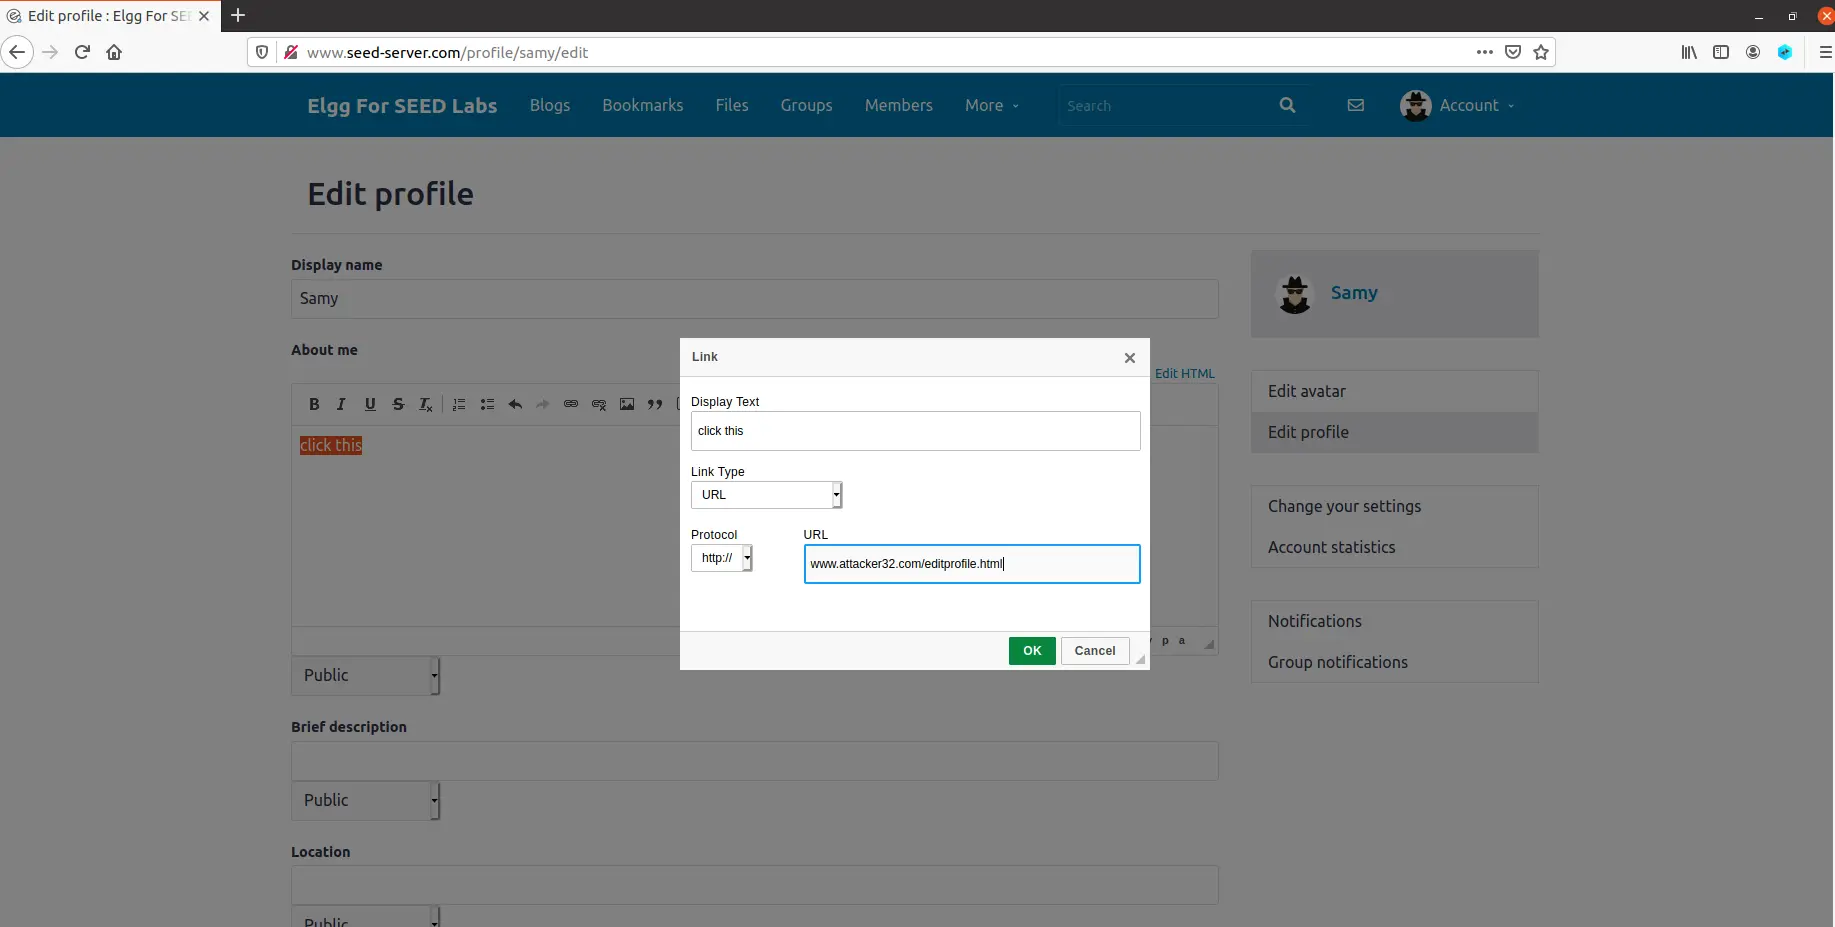 Edit profile : Elgg For SEE
www.seed-server.com/profile/samy/edit
Elgg For SEED Labs Blogs Bookmarks Files Groups Members More Search Account
Edit profile
Display name
Samy
About me
Edit HTML
B I U S Tx
click this
p a
Public
Brief description
Public
Location
Public
Link
Display Text
click this
Link Type
URL
Protocol URL
http:// www.attacker32.com/editprofile.html
OK Cancel
Samy
Edit avatar
Edit profile
Change your settings
Account statistics
Notifications
Group notifications